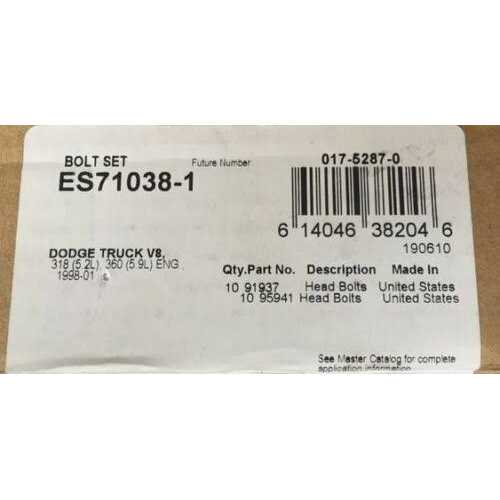 BOLT SET
Future Number
ES71038-1
017-5287-0
6 14046 38204 6
190610
DODGE TRUCK V8,
318 (5.2L), 360 (5.9L) ENG
1998-01
Qty.Part No. Description Made In
10 91937 Head Bolts United States
10 95941 Head Bolts United States
See Master Catalog for complete
application information